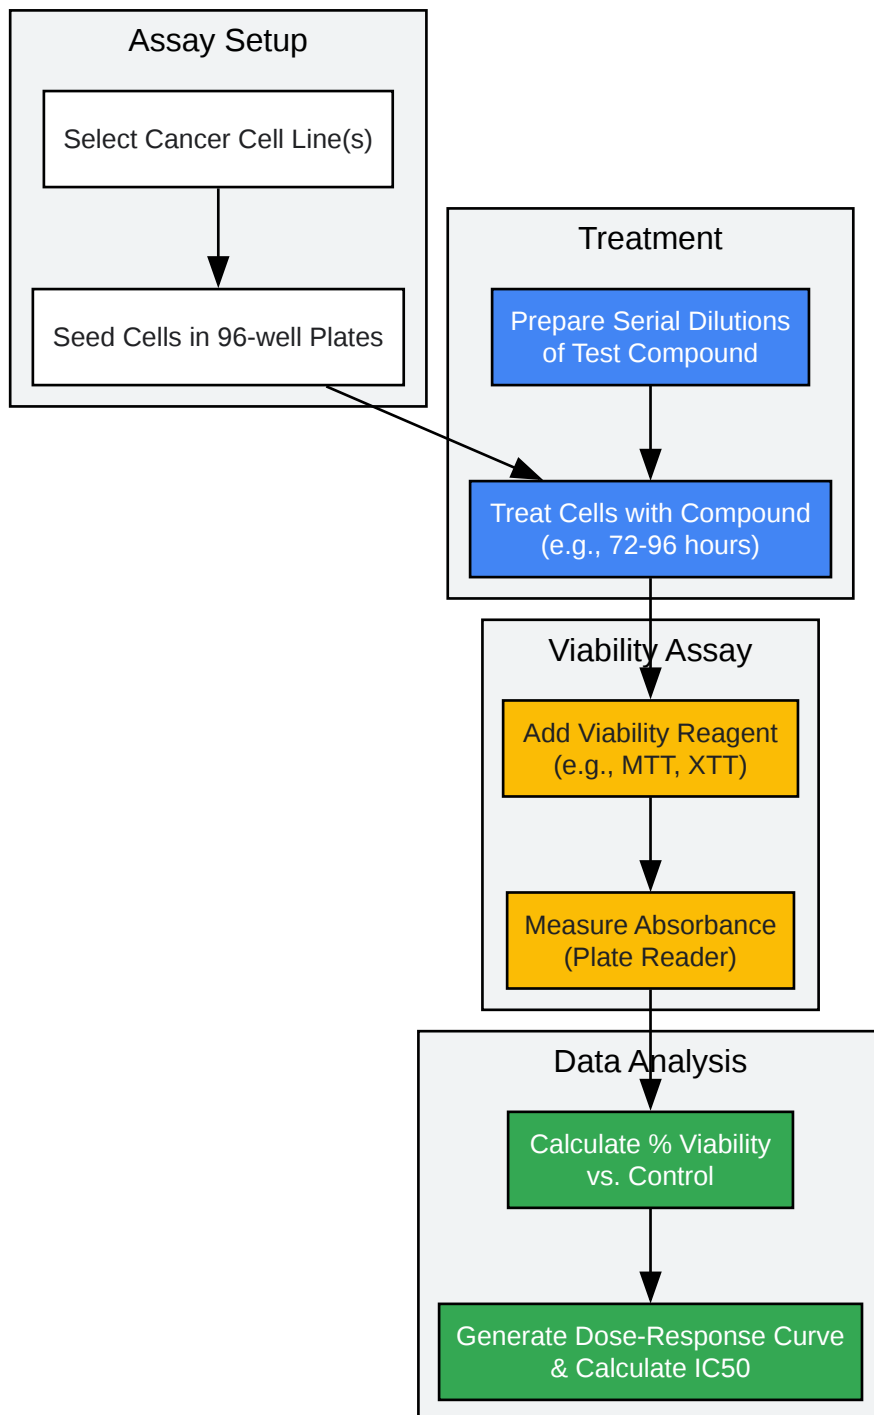 Assay Setup
Select Cancer Cell Line(s)
Seed Cells in 96-well Plates
Treatment
Prepare Serial Dilutions
of Test Compound
Treat Cells with Compound
(e.g., 72-96 hours)
Viability Assay
Add Viability Reagent
(e.g., MTT, XTT)
Measure Absorbance
(Plate Reader)
Data Analysis
Calculate % Viability
vs. Control
Generate Dose-Response Curve
& Calculate IC50